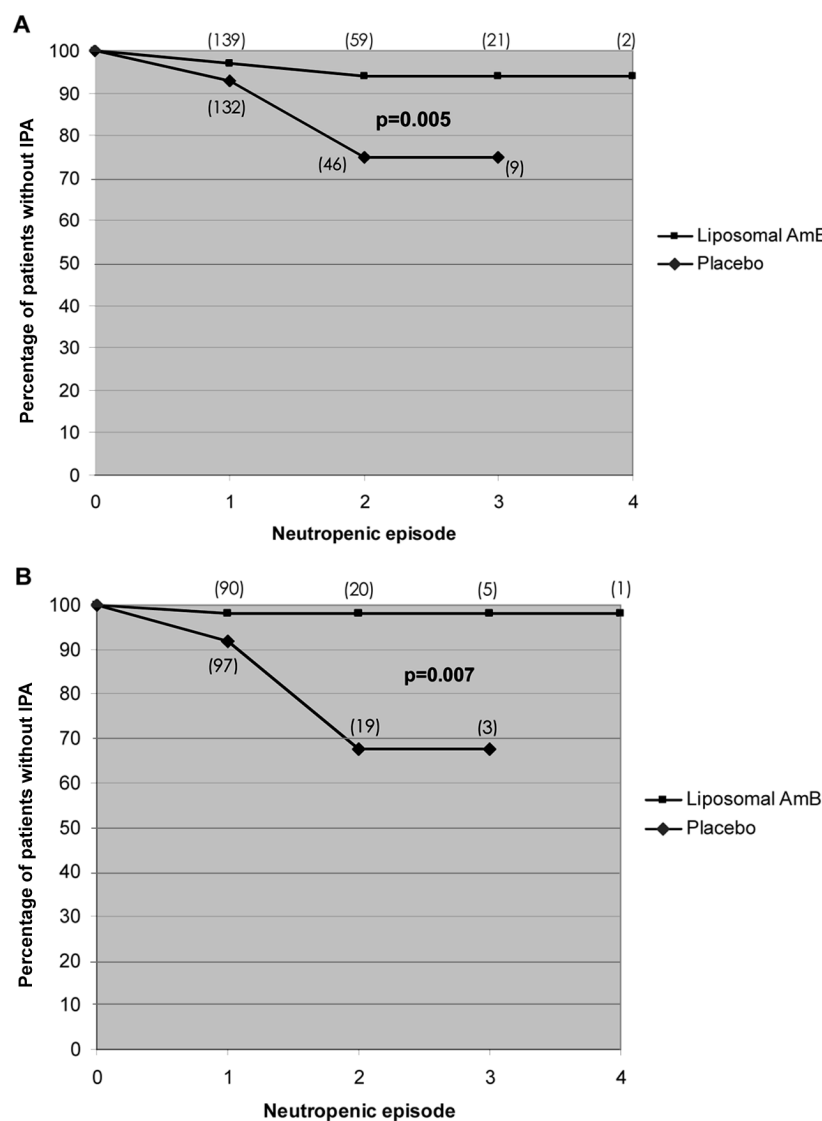 A
(139) (59) (21) (2)
100
90
(132)
p=0.005
80
(46)
(9)
70
60
50
40
30
20
10
0
0 1 2 3 4
Percentage of patients without IPA
Neutropenic episode
Liposomal AmB
Placebo
B
(90) (20) (5) (1)
100
90
(97)
p=0.007
80
(19) (3)
70
60
50
40
30
20
10
0
0 1 2 3 4
Percentage of patients without IPA
Neutropenic episode
Liposomal AmB
Placebo